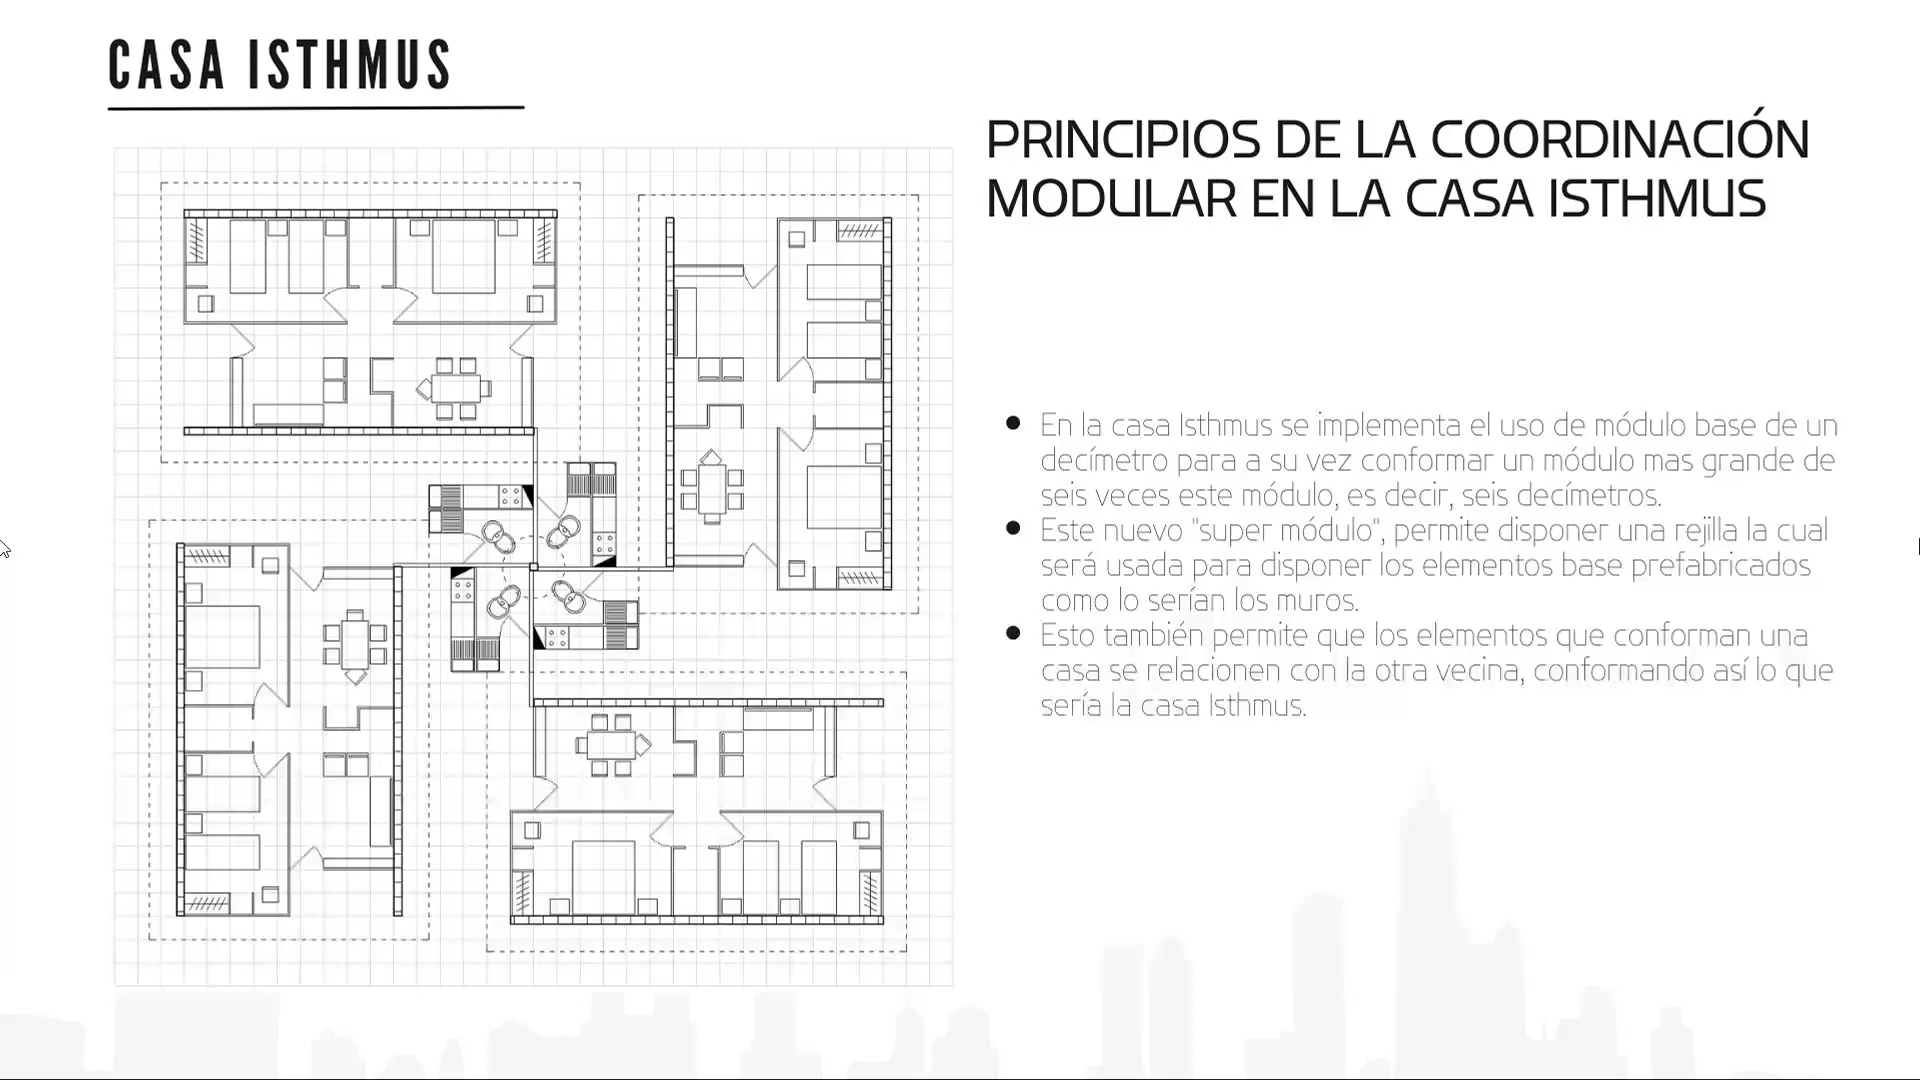 CASA ISTHMUS
PRINCIPIOS DE LA COORDINACIÓN
MODULAR EN LA CASA ISTHMUS
● En la casa Isthmus se implementa el uso de módulo base de un
decímetro para a su vez conformar un módulo mas grande de
seis veces este módulo, es decir, seis decímetros.
● Este nuevo "super módulo", permite disponer una rejilla la cual
será usada para disponer los elementos base prefabricados
como lo serían los muros.
● Esto también permite que los elementos que conforman una
casa se relacionen con la otra vecina, conformando así lo que
sería la casa Isthmus.